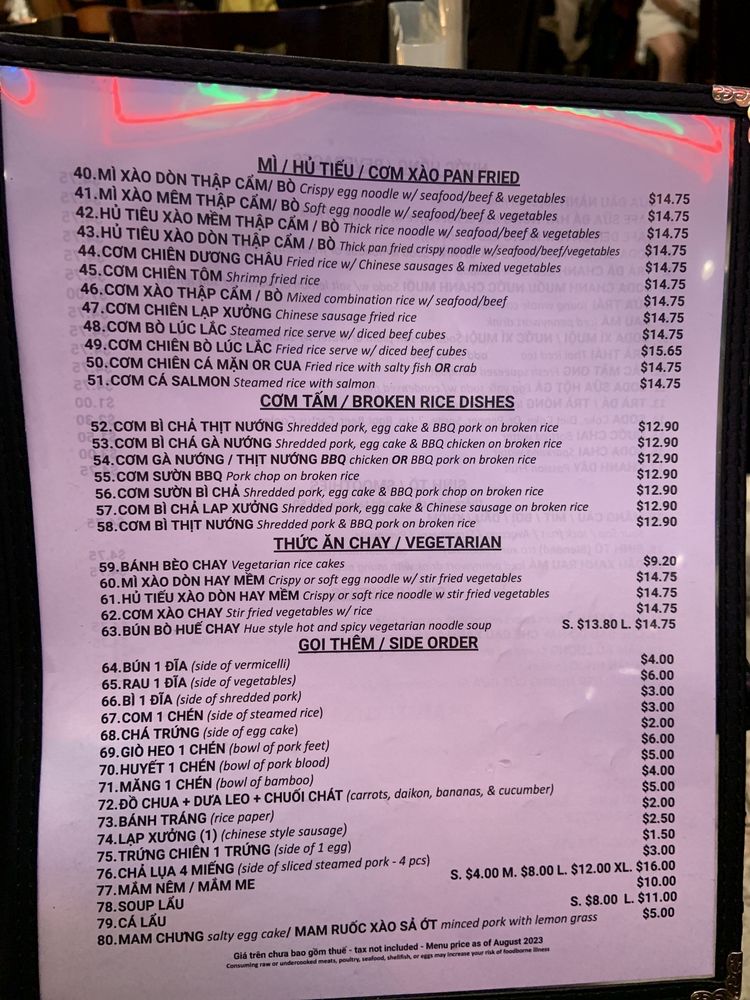 MÌ / HỦ TIẾU / CƠM XÀO PAN FRIED
40.MÌ XÀO DÒN THẬP CẨM/ BÒ Crispy egg noodle w/ seafood/beef & vegetables $14.75
41.MÌ XÀO MÊM THẬP CẨM/ BÒ Soft egg noodle w/ seafood/beef & vegetables $14.75
42.HỦ TIÊU XÀO MỀM THẬP CẨM / BÒ Thick rice noodle w/ seafood/beef & vegetables $14.75
43.HỦ TIÊU XÀO DÒN THẬP CẨM / BÒ Thick pan fried crispy noodle w/seafood/beef/vegetables $14.75
44.CƠM CHIÊN DƯƠNG CHÂU Fried rice w/ Chinese sausages & mixed vegetables $14.75
45.CƠM CHIÊN TÔM Shrimp fried rice $14.75
46.CƠM XÀO THẬP CẨM / BÒ Mixed combination rice w/ seafood/beef $14.75
47.CƠM CHIÊN LẠP XƯỞNG Chinese sausage fried rice $14.75
48.CƠM BÒ LÚC LẮC Steamed rice serve w/ diced beef cubes $14.75
49.CƠM CHIÊN BÒ LÚC LẮC Fried rice serve w/ diced beef cubes $15.65
50.CƠM CHIÊN CÁ MẶN OR CUA Fried rice with salty fish OR crab $14.75
51.CƠM CÁ SALMON Steamed rice with salmon $14.75
CƠM TẤM / BROKEN RICE DISHES
52.CƠM BÌ CHẢ THỊT NƯỚNG Shredded pork, egg cake & BBQ pork on broken rice $12.90
53.CƠM BÌ CHÁ GÀ NƯỚNG Shredded pork, egg cake & BBQ chicken on broken rice $12.90
54.CƠM GÀ NƯỚNG / THỊT NƯỚNG BBQ chicken OR BBQ pork on broken rice $12.90
55.CƠM SƯỜN BBQ Pork chop on broken rice $12.90
56.CƠM SƯỜN BÌ CHẢ Shredded pork, egg cake & BBQ pork chop on broken rice $12.90
57.COM BÌ CHẢ LAP XƯỞNG Shredded pork, egg cake & Chinese sausage on broken rice $12.90
58.CƠM BÌ THỊT NƯỚNG Shredded pork & BBQ pork on broken rice $12.90
THỨC ĂN CHAY / VEGETARIAN
59.BÁNH BÈO CHAY Vegetarian rice cakes $9.20
60.MÌ XÀO DÒN HAY MỀM Crispy or soft egg noodle w/ stir fried vegetables $14.75
61.HỦ TIẾU XÀO DÒN HAY MỀM Crispy or soft rice noodle w stir fried vegetables $14.75
62.CƠM XÀO CHAY Stir fried vegetables w/ rice $14.75
63.BÚN BÒ HUẾ CHAY Hue style hot and spicy vegetarian noodle soup S. $13.80 L. $14.75
GOI THÊM / SIDE ORDER
64.BÚN 1 ĐĨA (side of vermicelli) $4.00
65.RAU 1 ĐĨA (side of vegetables) $6.00
66.BÌ 1 ĐĨA (side of shredded pork) $3.00
67.COM 1 CHÉN (side of steamed rice) $3.00
68.CHÁ TRỨNG (side of egg cake) $2.00
69.GIÒ HEO 1 CHÉN (bowl of pork feet) $6.00
70.HUYẾT 1 CHÉN (bowl of pork blood) $5.00
71.MĂNG 1 CHÉN (bowl of bamboo) $4.00
72.ĐỒ CHUA + DƯA LEO + CHUỐI CHÁT (carrots, daikon, bananas, & cucumber) $5.00
73.BÁNH TRÁNG (rice paper) $2.00
74.LẠP XƯỞNG (1) (chinese style sausage) $2.50
75.TRỨNG CHIÊN 1 TRỨNG (side of 1 egg) $1.50
76.CHẢ LỤA 4 MIẾNG (side of sliced steamed pork - 4 pcs) $3.00
77.MẮM NÊM / MẮM ME S. $4.00 M. $8.00 L. $12.00 XL. $16.00
78.SOUP LẨU $10.00
79.CÁ LẨU S. $8.00 L. $11.00
80.MAM CHƯNG salty egg cake/ MAM RUỐC XÀO SẢ ỚT minced pork with lemon grass $5.00
Giá trên chưa bao gồm thuế - tax not included - Menu price as of August 2023
Consuming raw or undercooked meats, poultry, seafood, shellfish, or eggs may increase your risk of foodborne illness